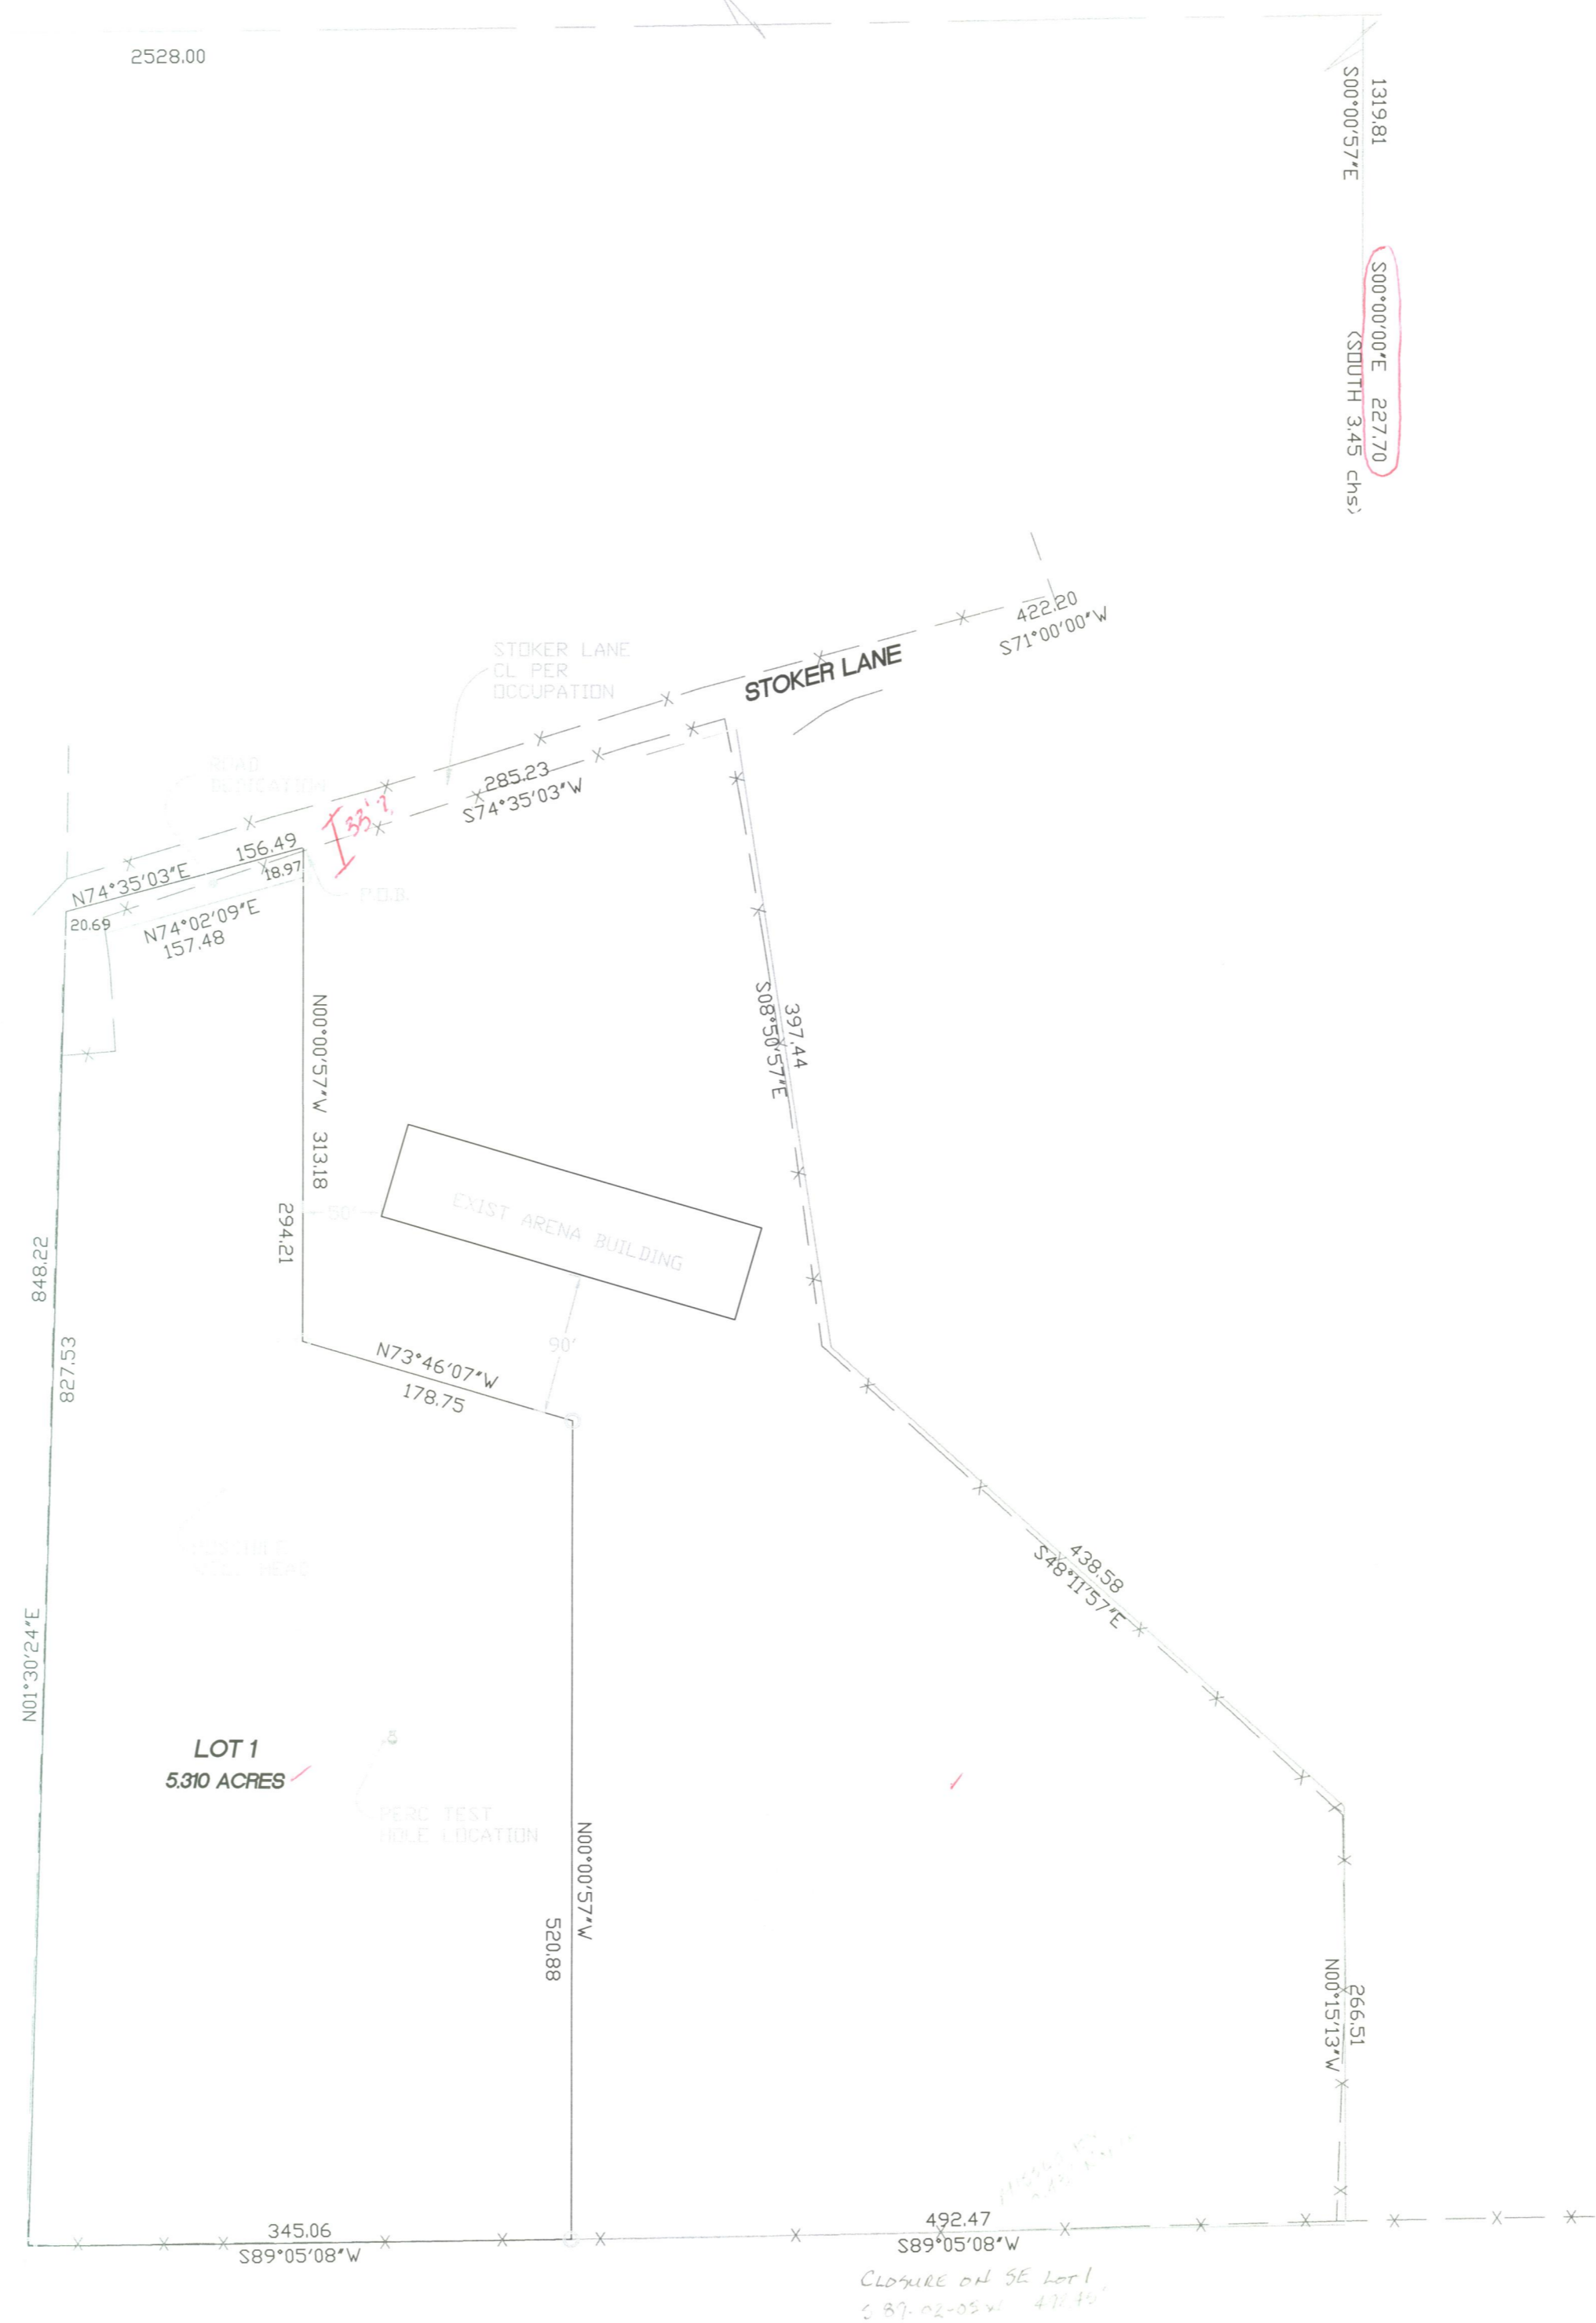 2528.00
1319.81
S00°00'57"E
S00°00'00"E 227.70
(SOUTH 3.45 chs)
422.20
S71°00'00"W
STOKER LANE
STOKER LANE
CL PER
OCCUPATION
285.23
S74°35'03"W
33'?
ROAD
DEDICATION
156.49
N74°35'03"E
18.97
20.69
N74°02'09"E
157.48
P.O.B.
N00°00'57"W 313.18
294.21
397.44
S08°50'57"E
50'
EXIST ARENA BUILDING
90'
N73°46'07"W
178.75
848.22
827.53
N01°30'24"E
438.58
S48°11'57"E
LOT 1
5.310 ACRES
PERC TEST
HOLE LOCATION
N00°00'57"W
520.88
266.51
N00°15'13"W
345.06
S89°05'08"W
492.47
S89°05'08"W
CLOSURE ON SE LOT 1
S 89-02-05 W